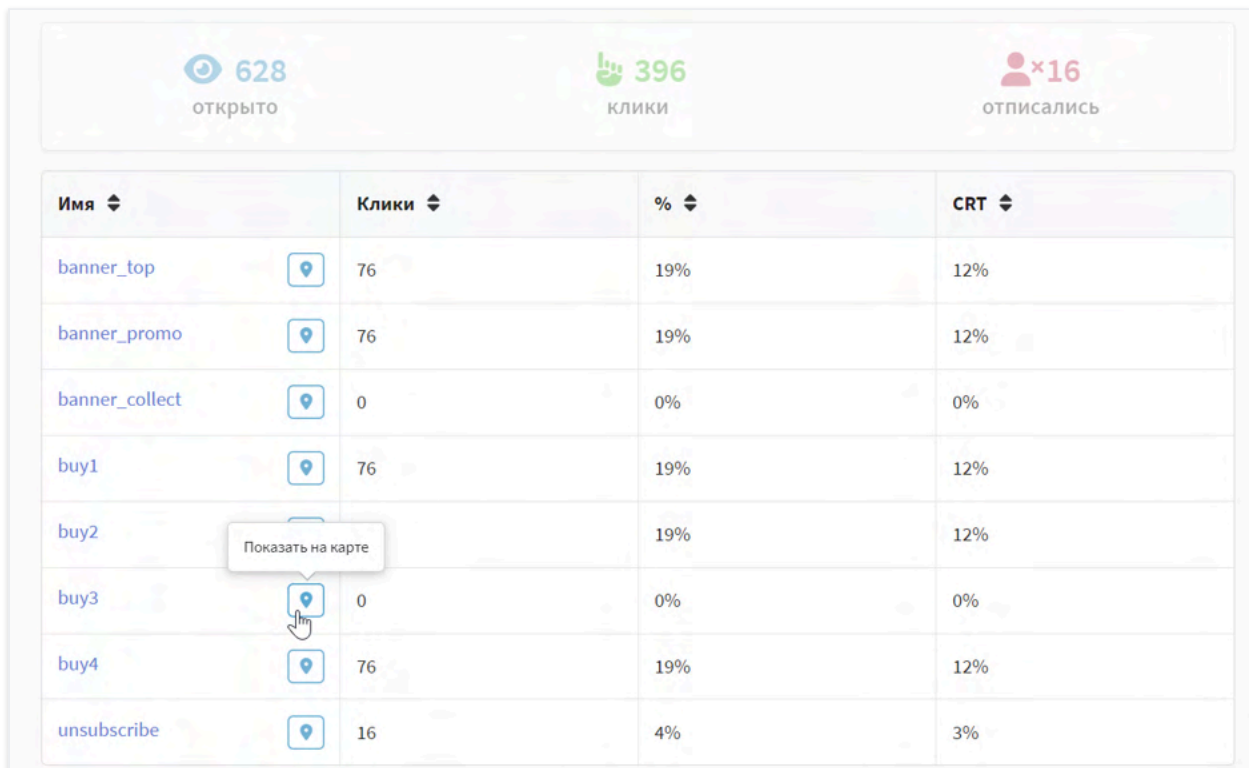 628 396 ×16
открыто клики отписались
Имя Клики % CRT
banner_top 76 19% 12%
banner_promo 76 19% 12%
banner_collect 0 0% 0%
buy1 76 19% 12%
buy2 19% 12%
Показать на карте
buy3 0 0% 0%
buy4 76 19% 12%
unsubscribe 16 4% 3%